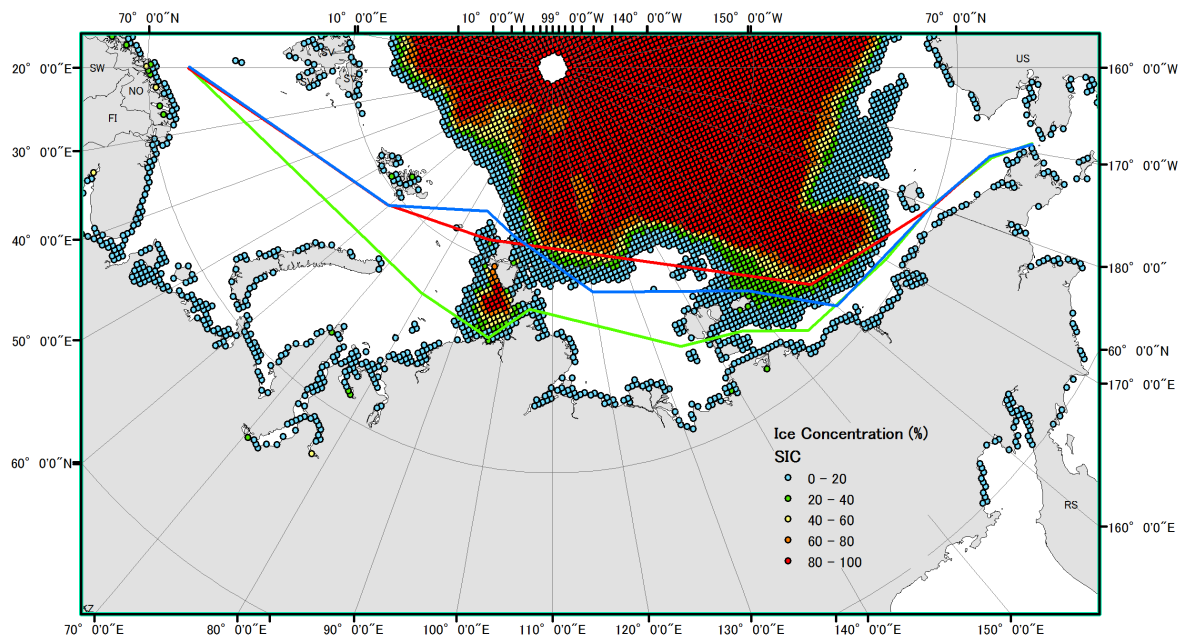 70° 0'0"N 10° 0'0"E 10° 0'0"W 99° 0'0"W 140° 0'0"W 150° 0'0"W 70° 0'0"N
20° 0'0"E SW NO FI SV US 160° 0'0"W
30° 0'0"E 170° 0'0"W
40° 0'0"E 180° 0'0"
50° 0'0"E 60° 0'0"N
170° 0'0"E
60° 0'0"N RS 160° 0'0"E
Ice Concentration (%)
SIC
0 - 20
20 - 40
40 - 60
60 - 80
80 - 100
KZ
70° 0'0"E 80° 0'0"E 90° 0'0"E 100° 0'0"E 110° 0'0"E 120° 0'0"E 130° 0'0"E 140° 0'0"E 150° 0'0"E